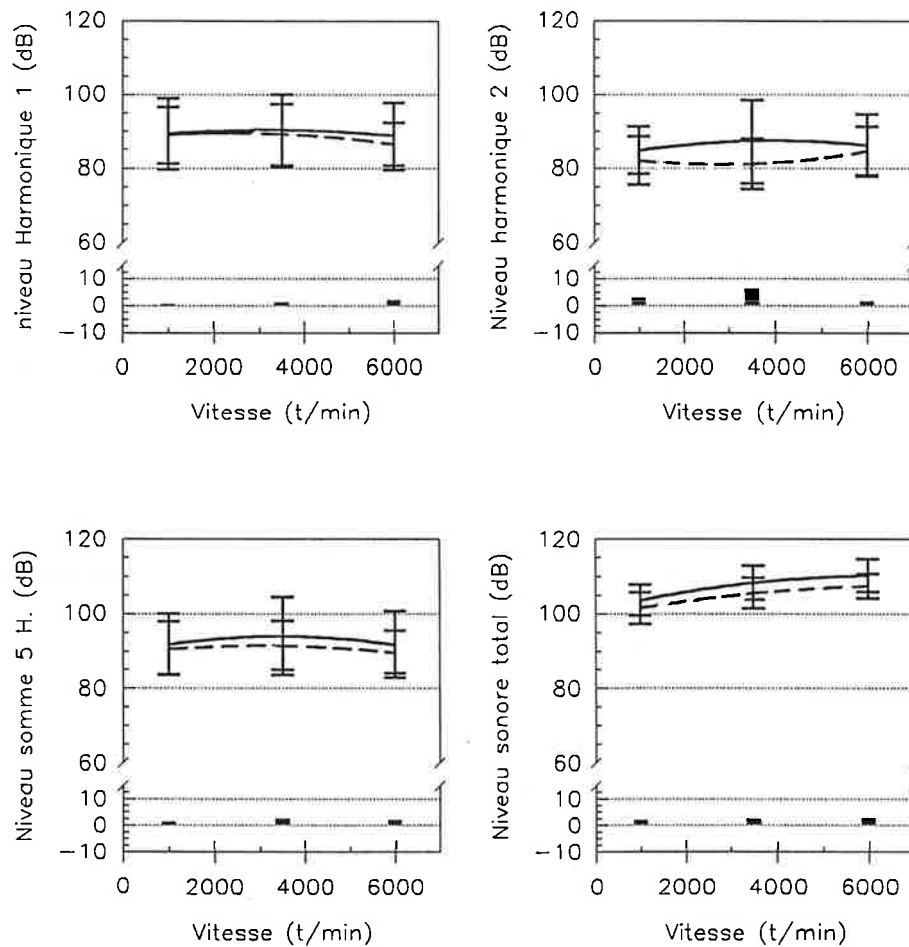 niveau Harmonique 1 (dB)
120
100
80
60
10
0
−10
0 2000 4000 6000
Vitesse (t/min)
Niveau harmonique 2 (dB)
120
100
80
60
10
0
−10
0 2000 4000 6000
Vitesse (t/min)
Niveau somme 5 H. (dB)
120
100
80
60
10
0
−10
0 2000 4000 6000
Vitesse (t/min)
Niveau sonore total (dB)
120
100
80
60
10
0
−10
0 2000 4000 6000
Vitesse (t/min)